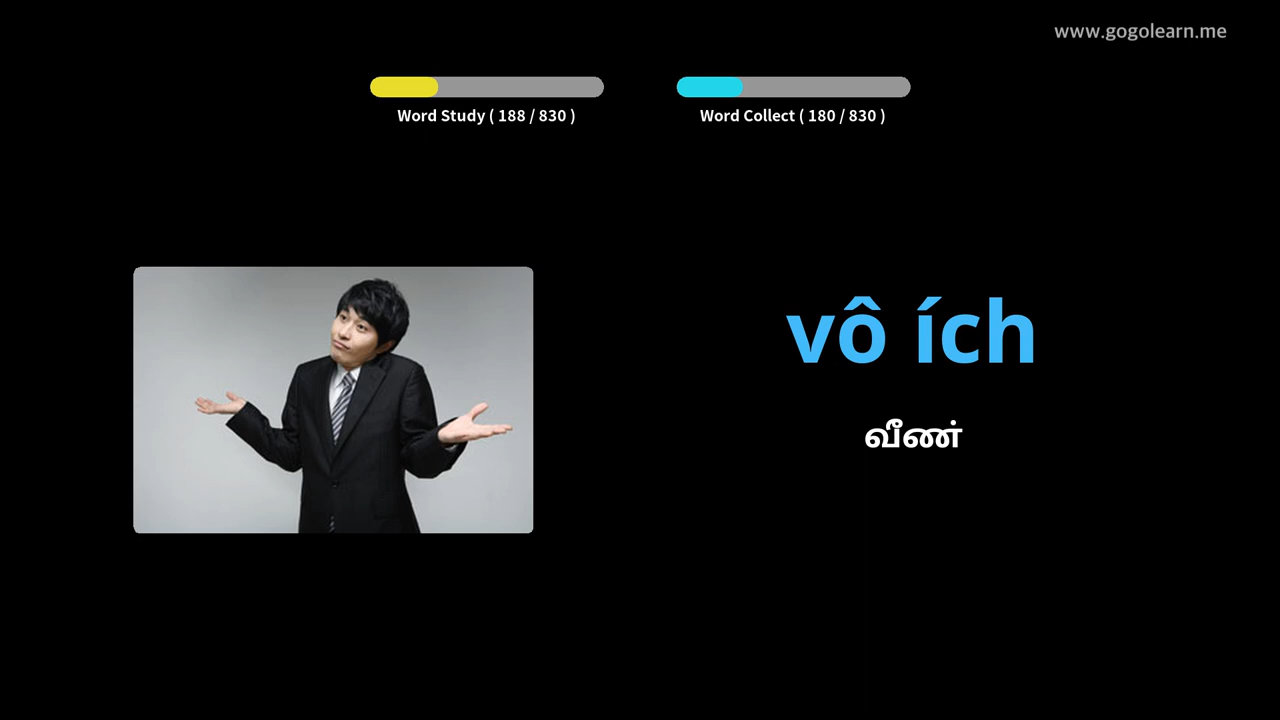 www.gogolearn.me
Word Study ( 188 / 830 )
Word Collect ( 180 / 830 )
vô ích
வீண்